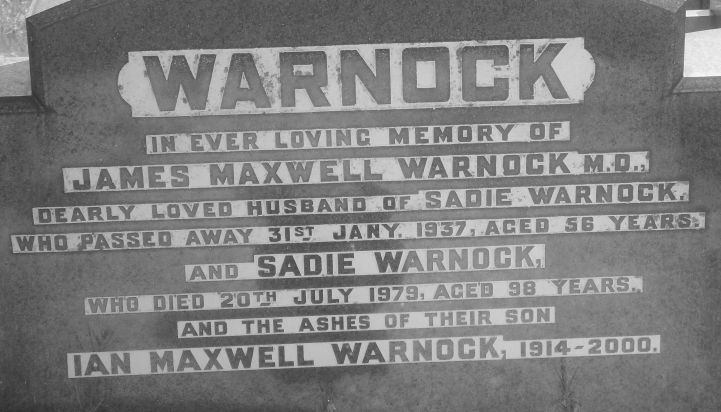 WARNOCK
IN EVER LOVING MEMORY OF
JAMES MAXWELL WARNOCK M.D.,
DEARLY LOVED HUSBAND OF SADIE WARNOCK.
WHO PASSED AWAY 31ST JANY. 1937, AGED 56 YEARS.
AND SADIE WARNOCK,
WHO DIED 20TH JULY 1979, AGED 98 YEARS.
AND THE ASHES OF THEIR SON
IAN MAXWELL WARNOCK, 1914-2000.